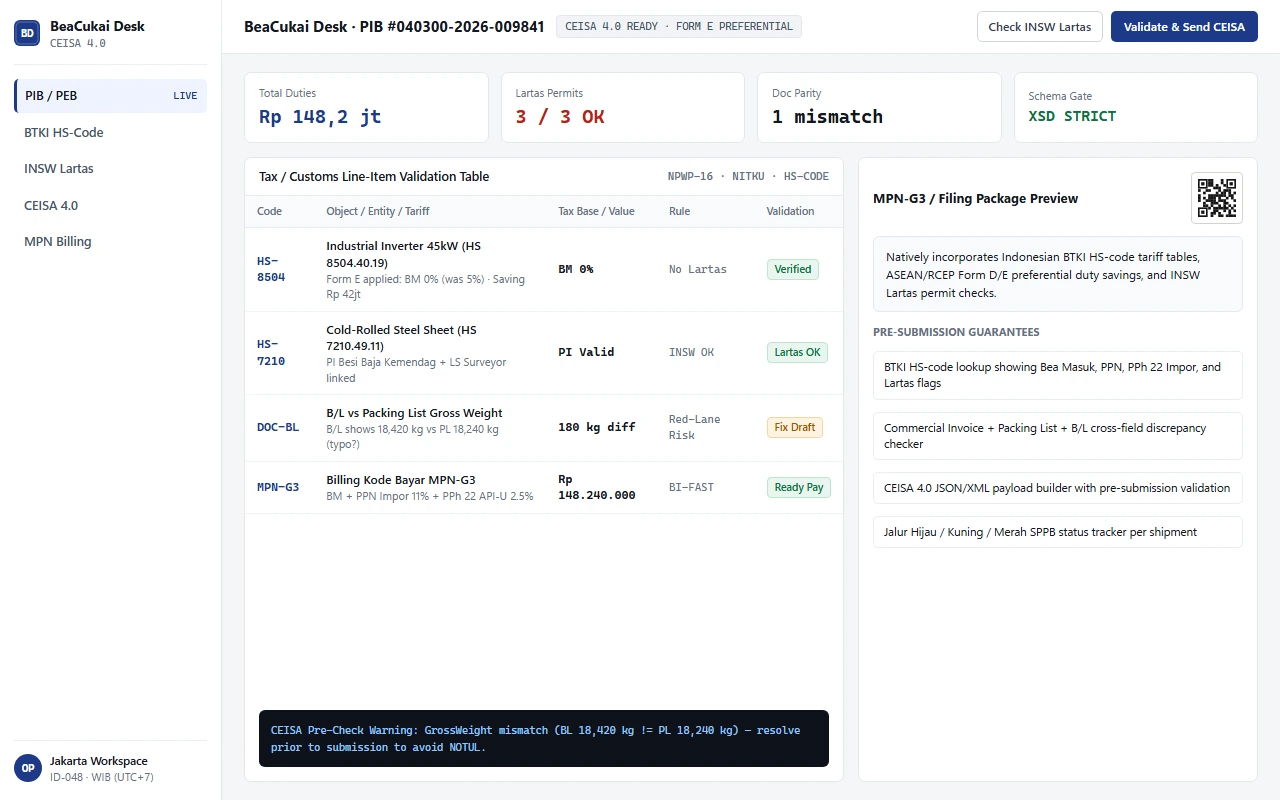 BD
BeaCukai Desk
CEISA 4.0
PIB / PEB
LIVE
BTKI HS-Code
INSW Lartas
CEISA 4.0
MPN Billing
OP
Jakarta Workspace
ID-048 · WIB (UTC+7)
BeaCukai Desk · PIB #040300-2026-009841
CEISA 4.0 READY · FORM E PREFERENTIAL
Check INSW Lartas
Validate & Send CEISA
Total Duties
Rp 148,2 jt
Lartas Permits
3 / 3 OK
Doc Parity
1 mismatch
Schema Gate
XSD STRICT
Tax / Customs Line-Item Validation Table
NPWP-16 · NITKU · HS-CODE
Code
Object / Entity / Tariff
Tax Base / Value
Rule
Validation
HS-
8504
Industrial Inverter 45kW (HS
8504.40.19)
Form E applied: BM 0% (was 5%) · Saving
Rp 42jt
BM 0%
No Lartas
Verified
HS-
7210
Cold-Rolled Steel Sheet (HS
7210.49.11)
PI Besi Baja Kemendag + LS Surveyor
linked
PI Valid
INSW OK
Lartas OK
DOC-BL
B/L vs Packing List Gross Weight
B/L shows 18,420 kg vs PL 18,240 kg
(typo?)
180 kg diff
Red-Lane
Risk
Fix Draft
MPN-G3
Billing Kode Bayar MPN-G3
BM + PPN Impor 11% + PPh 22 API-U 2.5%
Rp
148.240.000
BI-FAST
Ready Pay
CEISA Pre-Check Warning: GrossWeight mismatch (BL 18,420 kg != PL 18,240 kg) — resolve
prior to submission to avoid NOTUL.
MPN-G3 / Filing Package Preview
Natively incorporates Indonesian BTKI HS-code tariff tables,
ASEAN/RCEP Form D/E preferential duty savings, and INSW
Lartas permit checks.
PRE-SUBMISSION GUARANTEES
BTKI HS-code lookup showing Bea Masuk, PPN, PPh 22 Impor, and
Lartas flags
Commercial Invoice + Packing List + B/L cross-field discrepancy
checker
CEISA 4.0 JSON/XML payload builder with pre-submission validation
Jalur Hijau / Kuning / Merah SPPB status tracker per shipment